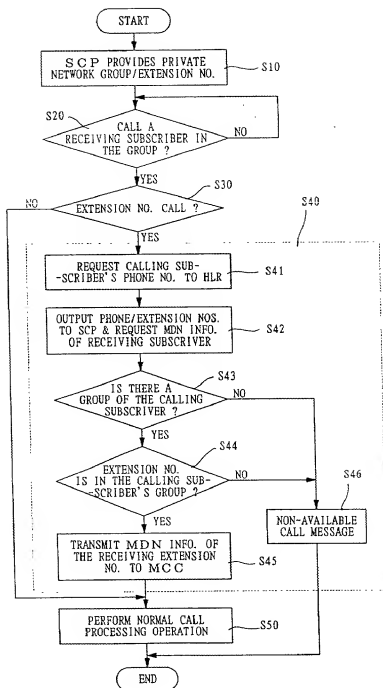 START
SCP PROVIDES PRIVATE
NETWORK GROUP/EXTENSION NO.
S10
S20
CALL A
RECEIVING SUBSCRIBER IN
THE GROUP ?
NO
YES
S30
NO
EXTENSION NO. CALL ?
S40
YES
REQUEST CALLING SUB-
-SCRIBER'S PHONE NO. TO HLR
S41
OUTPUT PHONE/EXTENSION NOS.
TO SCP & REQUEST MDN INFO.
OF RECEIVING SUBSCRIVER
S42
S43
IS THERE A
GROUP OF THE CALLING
SUBSCRIVER ?
NO
YES
S44
EXTENSION NO.
IS IN THE CALLING SUB-
-SCRIBER'S GROUP ?
NO
S46
YES
NON-AVAILABLE
CALL MESSAGE
TRANSMIT MDN INFO. OF
THE RECEIVING EXTENSION
NO. TO MCC
S45
PERFORM NORMAL CALL
PROCESSING OPERATION
S50
END